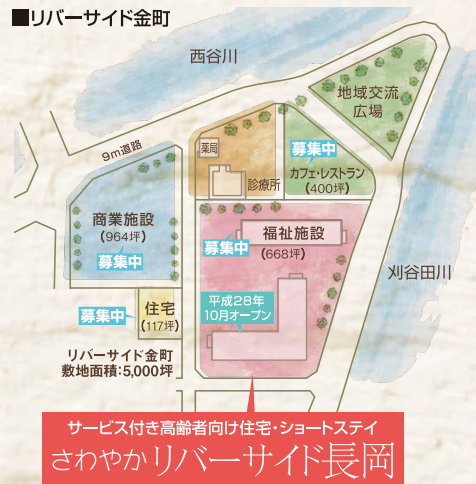 ■リバーサイド金町
西谷川
地域交流
広場
9m道路
薬局
診療所
募集中
カフェ・レストラン
(400坪)
商業施設
(964坪)
募集中
福祉施設
募集中
(668坪)
刈谷田川
住宅
募集中
(117坪)
平成28年
10月オープン
リバーサイド金町
敷地面積:5,000坪
サービス付き高齢者向け住宅・ショートステイ
さわやかリバーサイド長岡